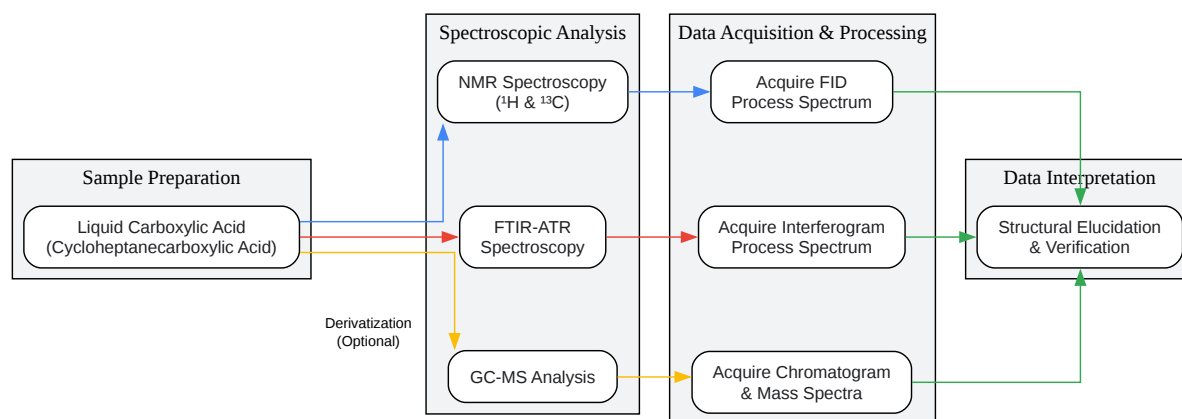 Sample Preparation
Liquid Carboxylic Acid
(Cycloheptanecarboxylic Acid)
Derivatization
(Optional)
Spectroscopic Analysis
NMR Spectroscopy
(¹H & ¹³C)
FTIR-ATR
Spectroscopy
GC-MS Analysis
Data Acquisition & Processing
Acquire FID
Process Spectrum
Acquire Interferogram
Process Spectrum
Acquire Chromatogram
& Mass Spectra
Data Interpretation
Structural Elucidation
& Verification